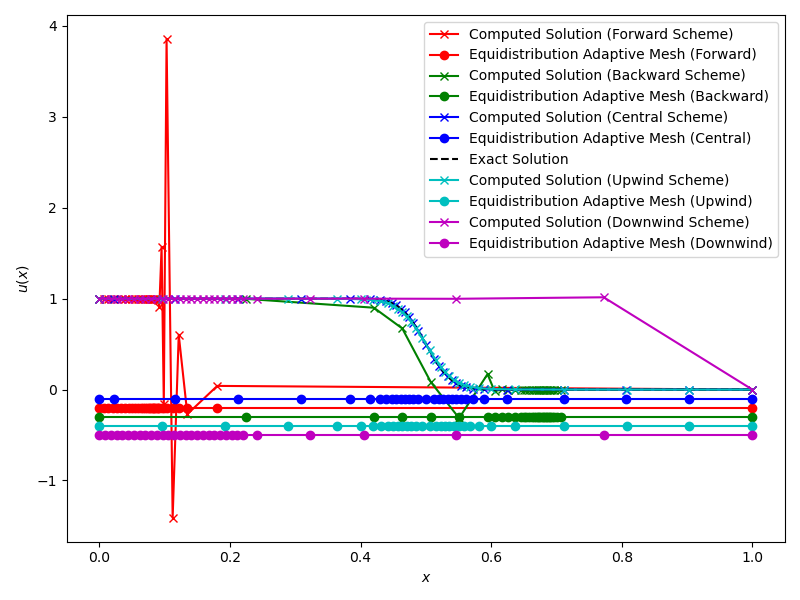 4
3
2
1
0
−1
u(x)
0.0 0.2 0.4 0.6 0.8 1.0
x
Computed Solution (Forward Scheme)
Equidistribution Adaptive Mesh (Forward)
Computed Solution (Backward Scheme)
Equidistribution Adaptive Mesh (Backward)
Computed Solution (Central Scheme)
Equidistribution Adaptive Mesh (Central)
Exact Solution
Computed Solution (Upwind Scheme)
Equidistribution Adaptive Mesh (Upwind)
Computed Solution (Downwind Scheme)
Equidistribution Adaptive Mesh (Downwind)